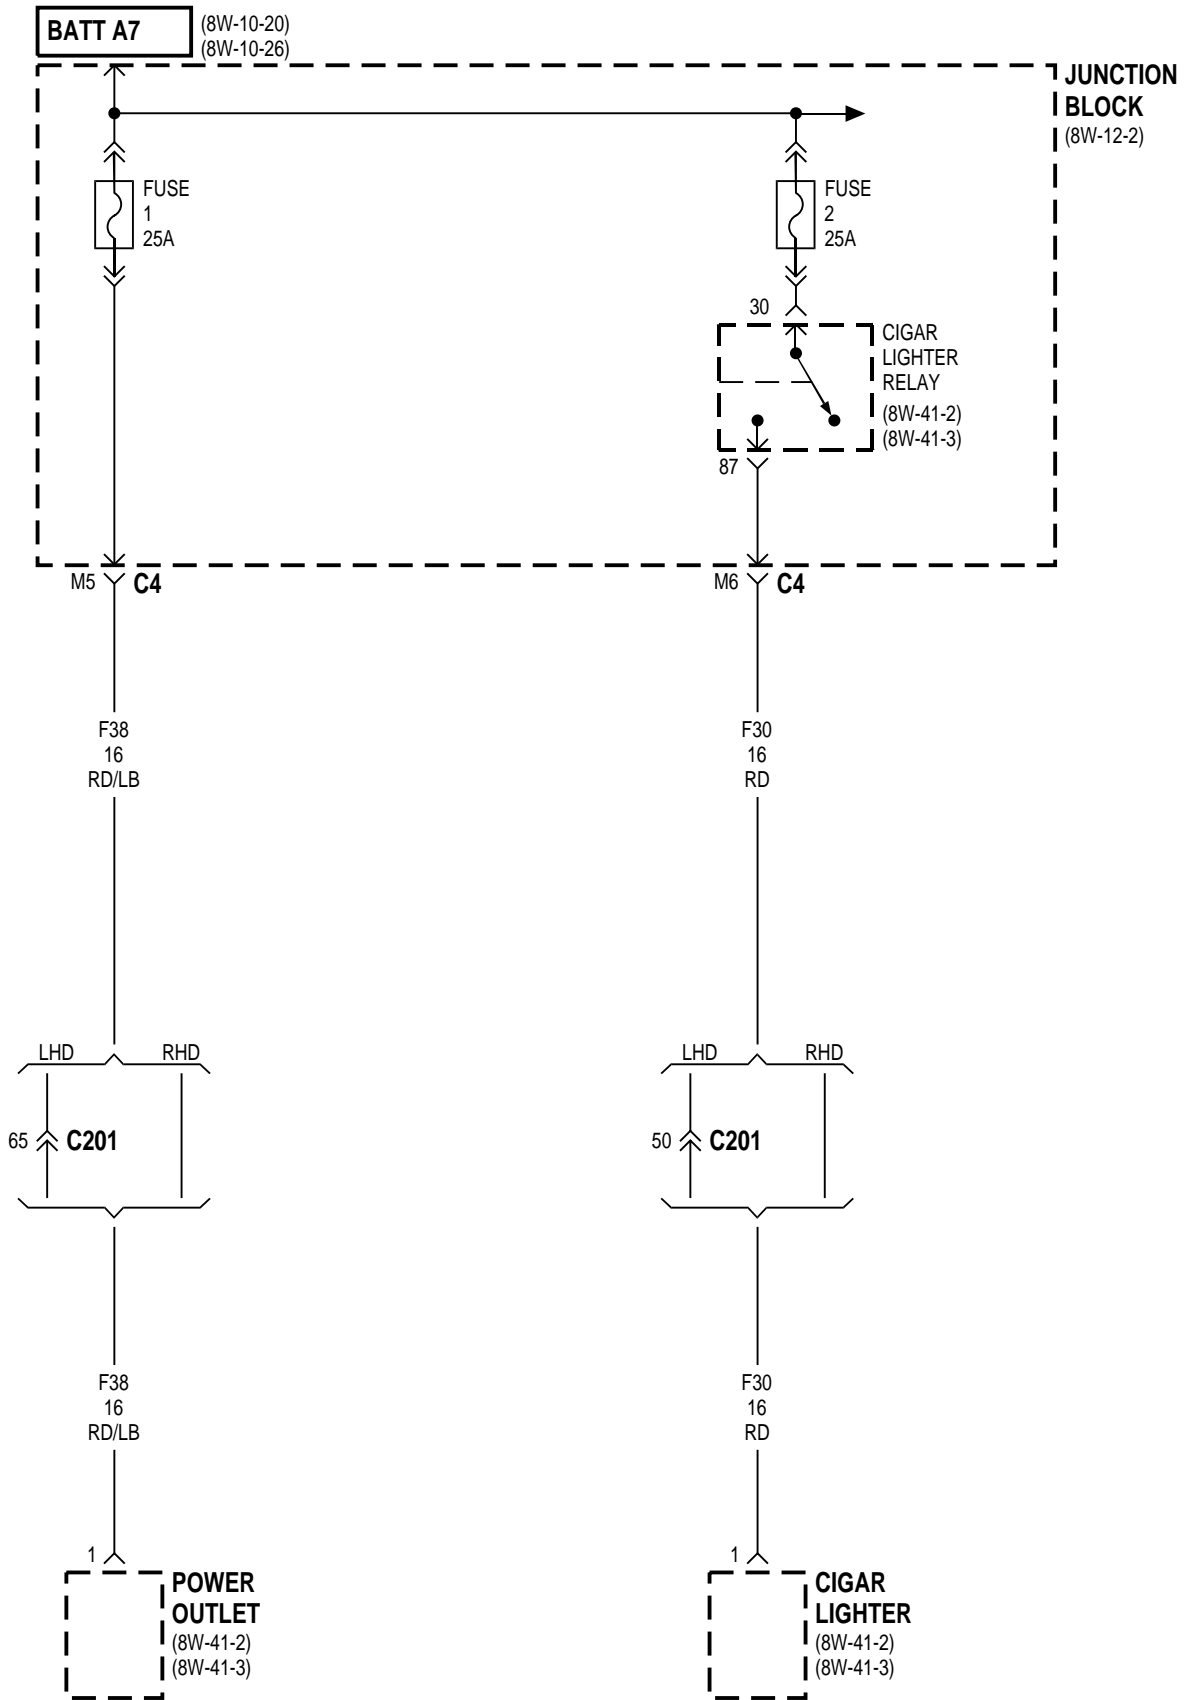 BATT A7
(8W-10-20)
(8W-10-26)
JUNCTION
BLOCK
(8W-12-2)
FUSE
1
25A
FUSE
2
25A
30
CIGAR
LIGHTER
RELAY
(8W-41-2)
(8W-41-3)
87
M5 C4
M6 C4
F38
16
RD/LB
F30
16
RD
LHD RHD
LHD RHD
65 C201
50 C201
F38
16
RD/LB
F30
16
RD
1
POWER
OUTLET
(8W-41-2)
(8W-41-3)
1
CIGAR
LIGHTER
(8W-41-2)
(8W-41-3)